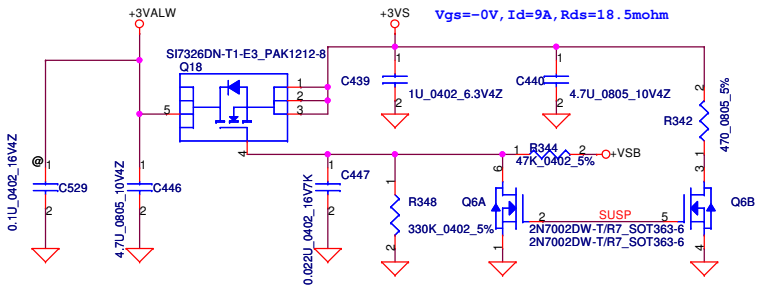 +3VALW
+3VS
Vgs=-0V,Id=9A,Rds=18.5mohm
SI7326DN-T1-E3_PAK1212-8
Q18
1
2
3
5
4
C439
1
2
1U_0402_6.3V4Z
C440
1
2
4.7U_0805_10V4Z
R342
2
1
470_0805_5%
@
1
2
C529
0.1U_0402_16V4Z
1
2
C446
4.7U_0805_10V4Z
1
2
C447
0.022U_0402_16V7K
1
2
R348
330K_0402_5%
1
R344
2
+VSB
47K_0402_5%
6
Q6A
1
2
SUSP
5
3
Q6B
4
2N7002DW-T/R7_SOT363-6
2N7002DW-T/R7_SOT363-6